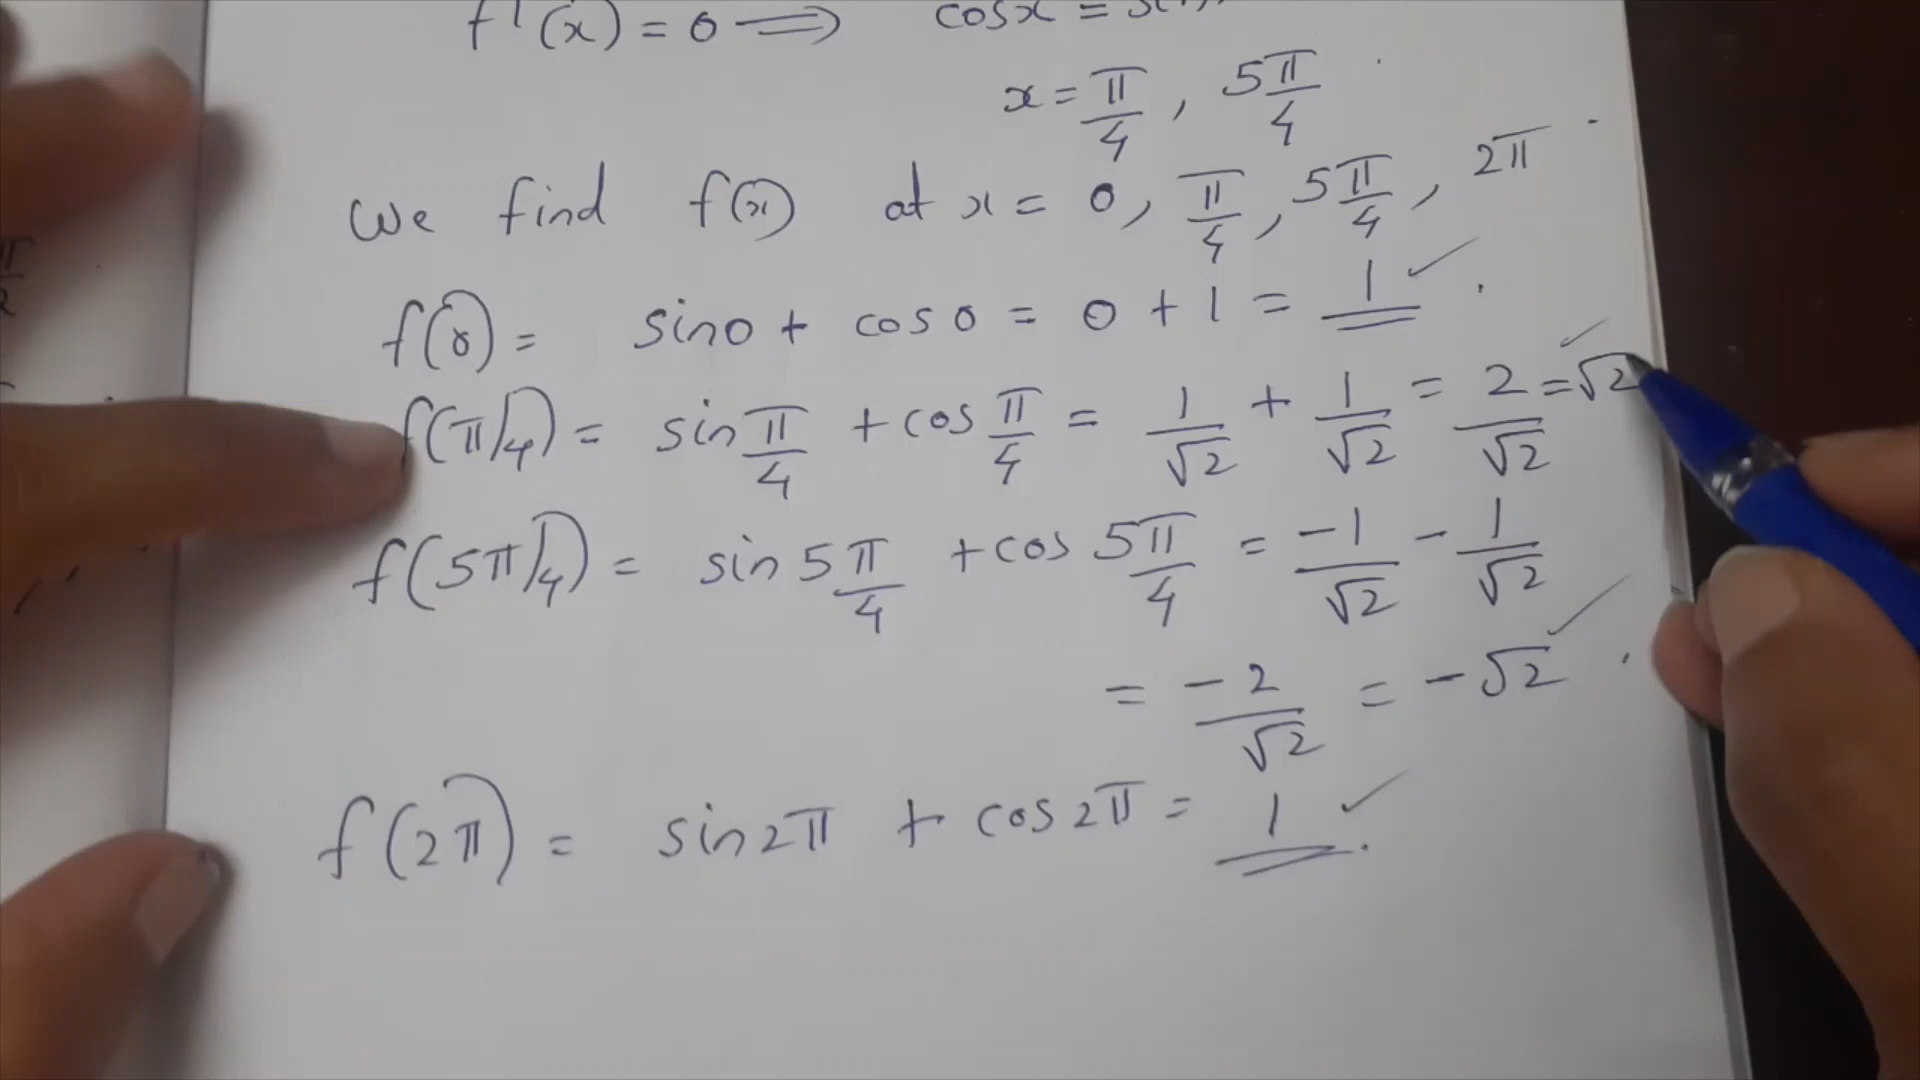 f'(x) = 0 ⟹ cosx = sin
x = π/4, 5π/4.
We find f(x) at x = 0, π/4, 5π/4, 2π.
f(0) = sin0 + cos0 = 0 + 1 = 1 ✓.
f(π/4) = sin π/4 + cos π/4 = 1/√2 + 1/√2 = 2/√2 = √2 ✓
f(5π/4) = sin 5π/4 + cos 5π/4 = -1/√2 - 1/√2
= -2/√2 = -√2 ✓.
f(2π) = sin2π + cos2π = 1 ✓.